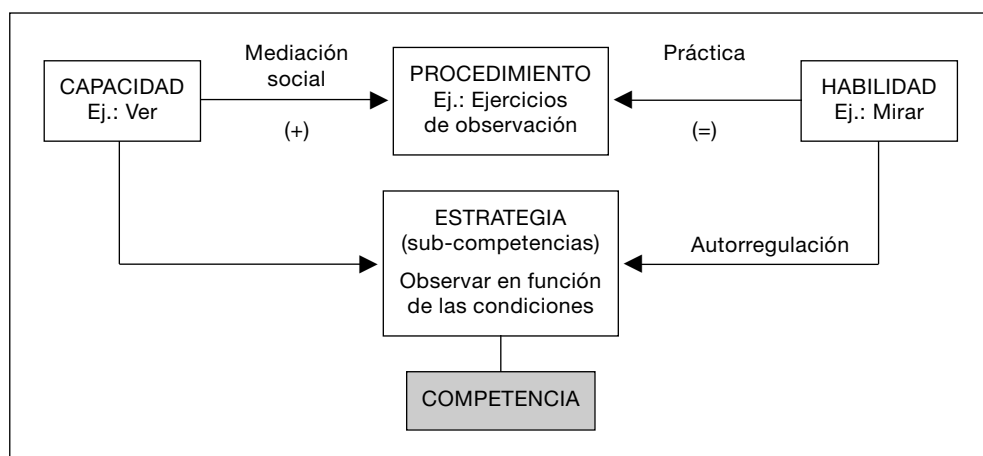 Mediación
social
Práctica
CAPACIDAD
Ej.: Ver
PROCEDIMIENTO
Ej.: Ejercicios
de observación
HABILIDAD
Ej.: Mirar
(+)
(=)
ESTRATEGIA
(sub-competencias)
Observar en función
de las condiciones
Autorregulación
COMPETENCIA